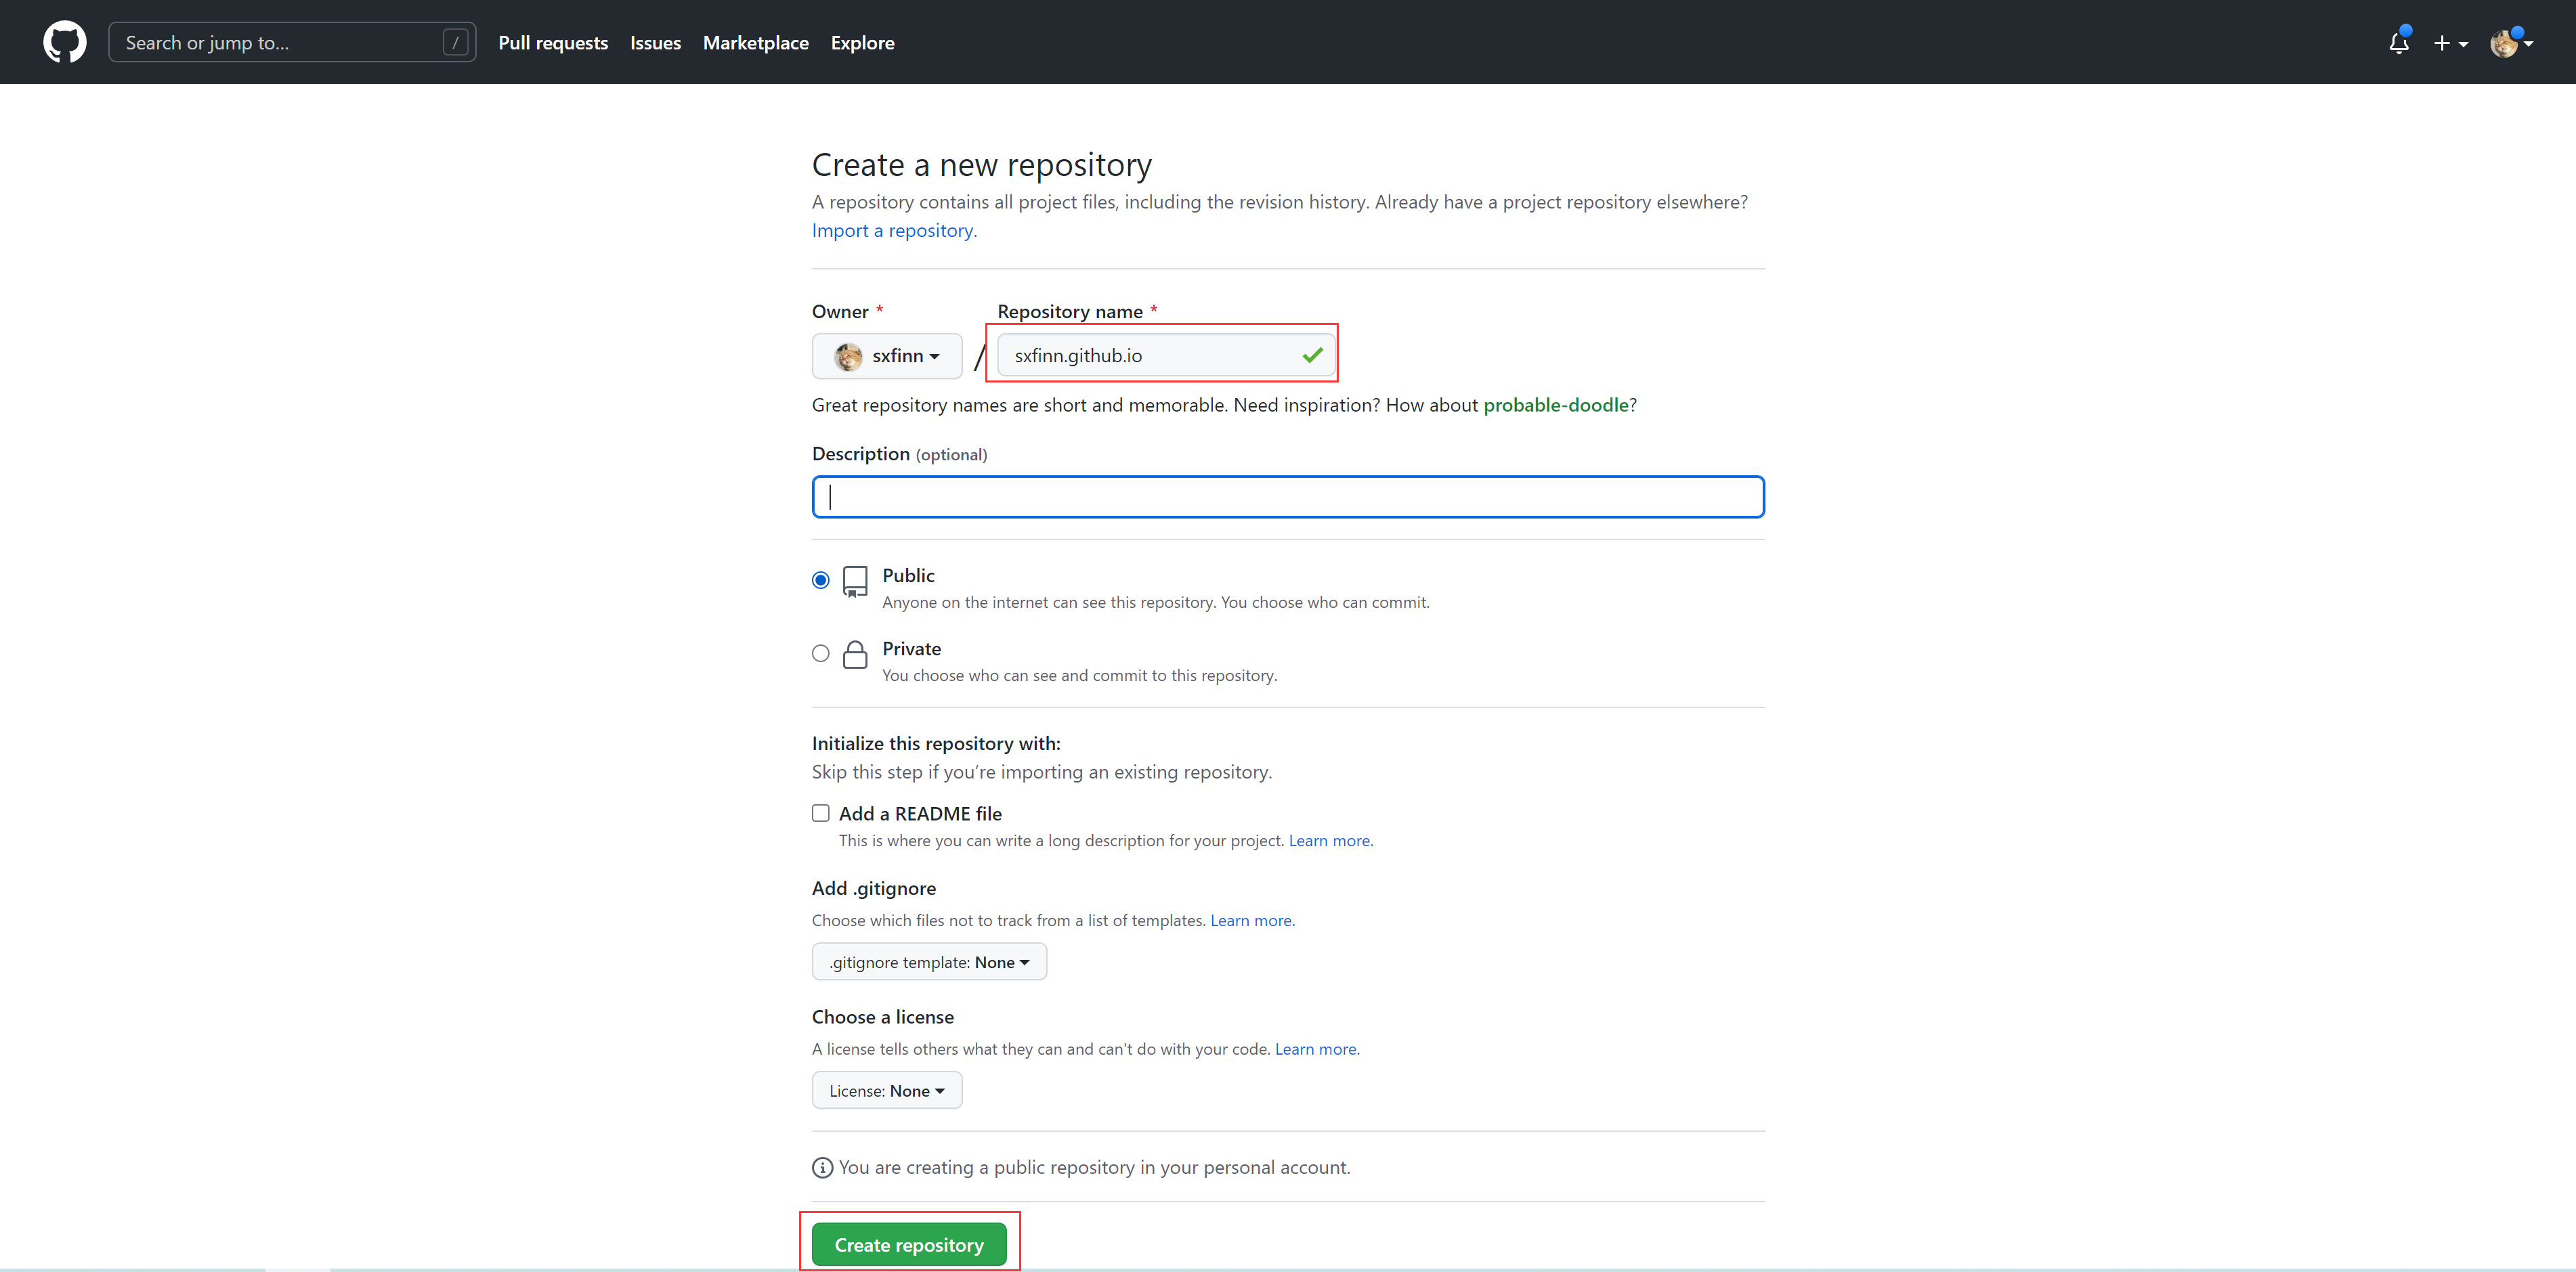 Search or jump to... /
Pull requests Issues Marketplace Explore
Create a new repository
A repository contains all project files, including the revision history. Already have a project repository elsewhere?
Import a repository.
Owner * Repository name *
sxfinn / sxfinn.github.io
Great repository names are short and memorable. Need inspiration? How about probable-doodle?
Description (optional)
Public
Anyone on the internet can see this repository. You choose who can commit.
Private
You choose who can see and commit to this repository.
Initialize this repository with:
Skip this step if you’re importing an existing repository.
Add a README file
This is where you can write a long description for your project. Learn more.
Add .gitignore
Choose which files not to track from a list of templates. Learn more.
.gitignore template: None
Choose a license
A license tells others what they can and can't do with your code. Learn more.
License: None
You are creating a public repository in your personal account.
Create repository